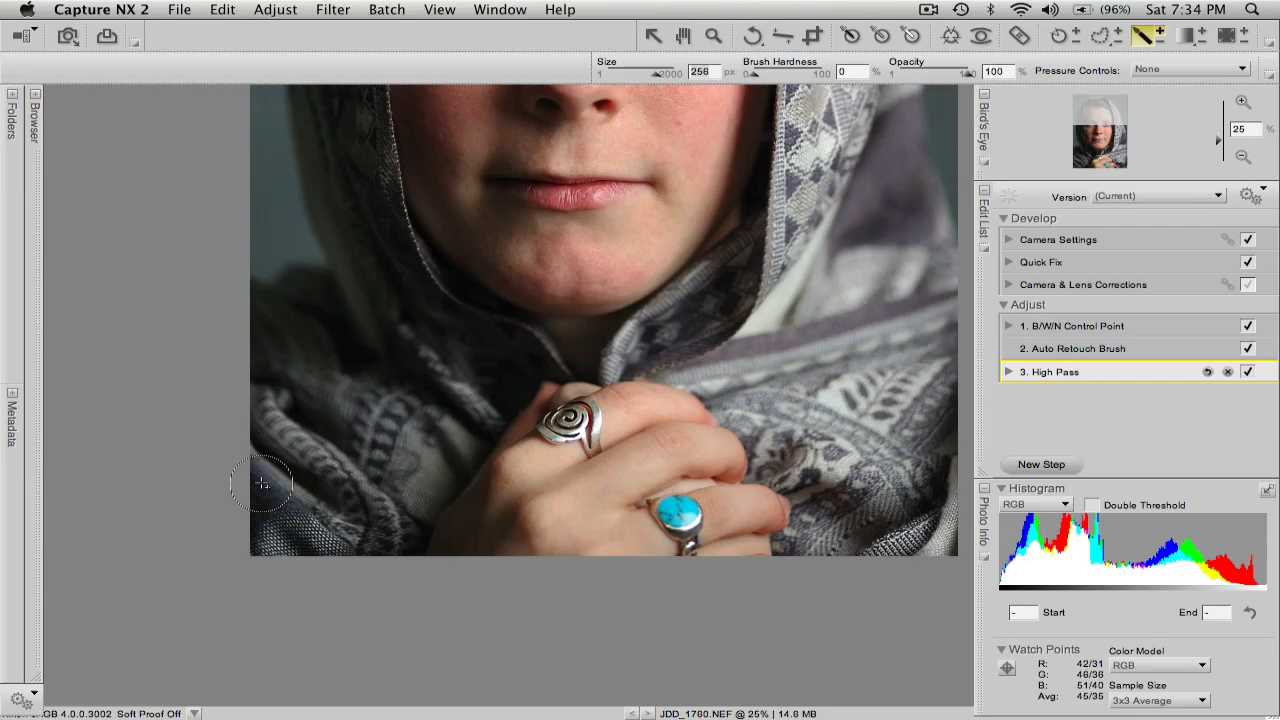 Capture NX 2 File Edit Adjust Filter Batch View Window Help (96%) Sat 7:34 PM
Size 1 2000 256 px Brush Hardness 0 100 0 % Opacity 1 100 100 % Pressure Controls: None
Folders
Browser
Metadata
Bird's Eye
25 %
Edit List
Version (Current)
Develop
Camera Settings
Quick Fix
Camera & Lens Corrections
Adjust
1. B/W/N Control Point
2. Auto Retouch Brush
3. High Pass
New Step
Photo Info
Histogram
RGB Double Threshold
- Start End -
Watch Points Color Model
R: 42/31 RGB
G: 46/36
B: 51/40 Sample Size
Avg: 45/35 3x3 Average
4.0.0.3002 Soft Proof Off JDD_1760.NEF @ 25% | 14.6 MB